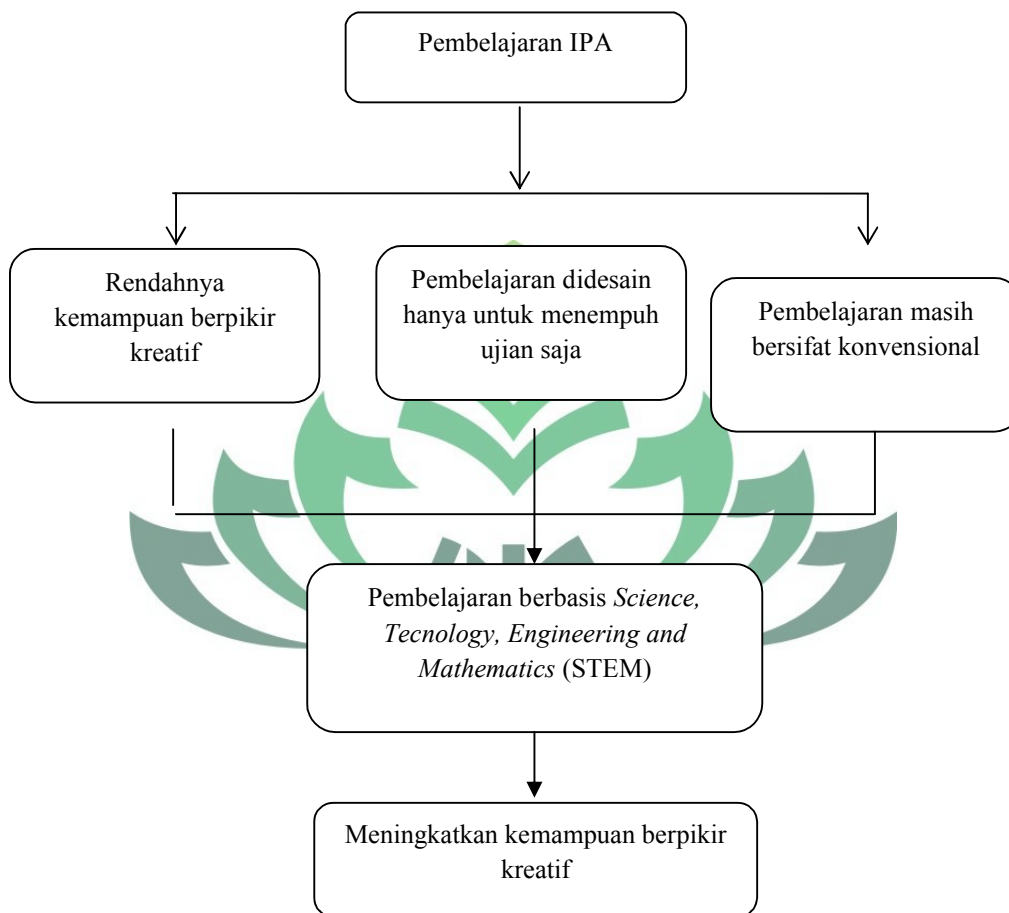 Pembelajaran IPA
Rendahnya
kemampuan berpikir
kreatif
Pembelajaran didesain
hanya untuk menempuh
ujian saja
Pembelajaran masih
bersifat konvensional
Pembelajaran berbasis Science,
Tecnology, Engineering and
Mathematics (STEM)
Meningkatkan kemampuan berpikir
kreatif